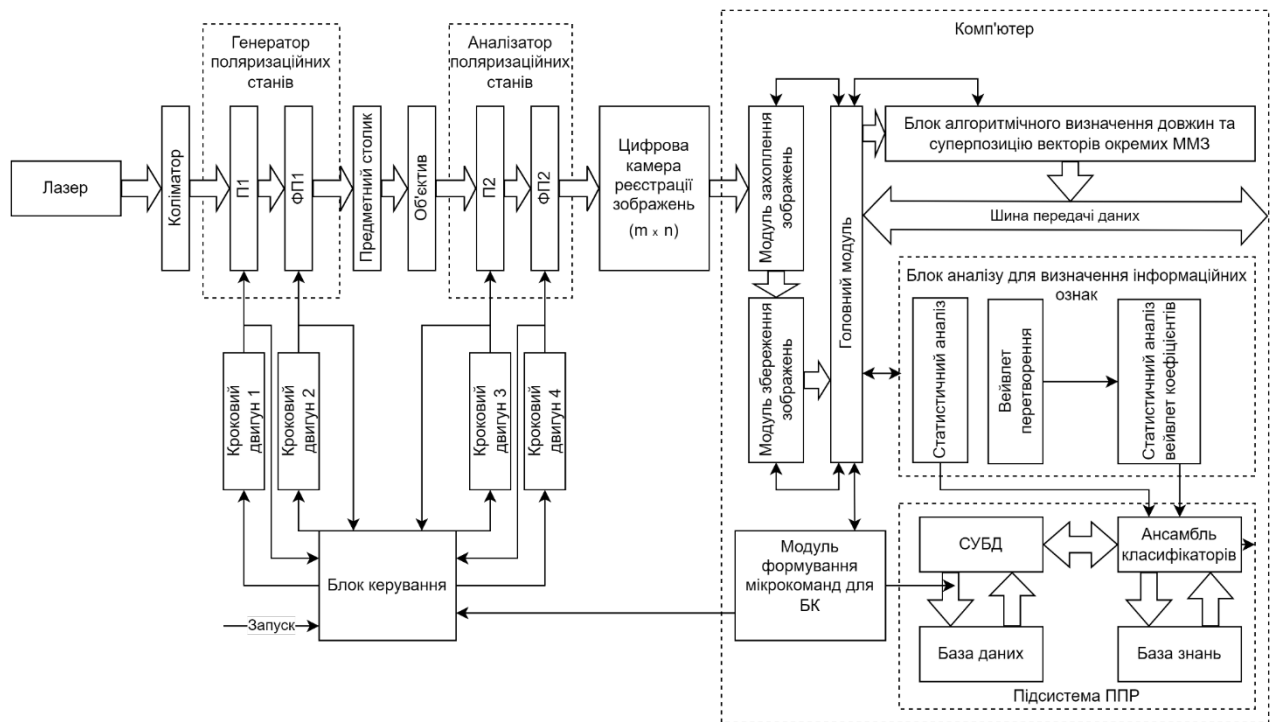 Комп'ютер
Генератор
поляризаційних
станів
Аналізатор
поляризаційних
станів
Лазер
Коліматор
П1
ФП1
Предметний столик
Об'єктив
П2
ФП2
Цифрова
камера
реєстрації
зображень
(m x n)
Модуль захоплення
зображень
Модуль збереження
зображень
Головний модуль
Блок алгоритмічного визначення довжин та
суперпозицію векторів окремих ММЗ
Шина передачі даних
Блок аналізу для визначення інформаційних
ознак
Статистичний аналіз
Вейвлет
перетворення
Статистичний аналіз
вейвлет коефіцієнтів
Кроковий
двигун 1
Кроковий
двигун 2
Кроковий
двигун 3
Кроковий
двигун 4
Блок керування
Запуск
Модуль
формування
мікрокоманд для
БК
СУБД
Ансамбль
класифікаторів
База даних
База знань
Підсистема ППР